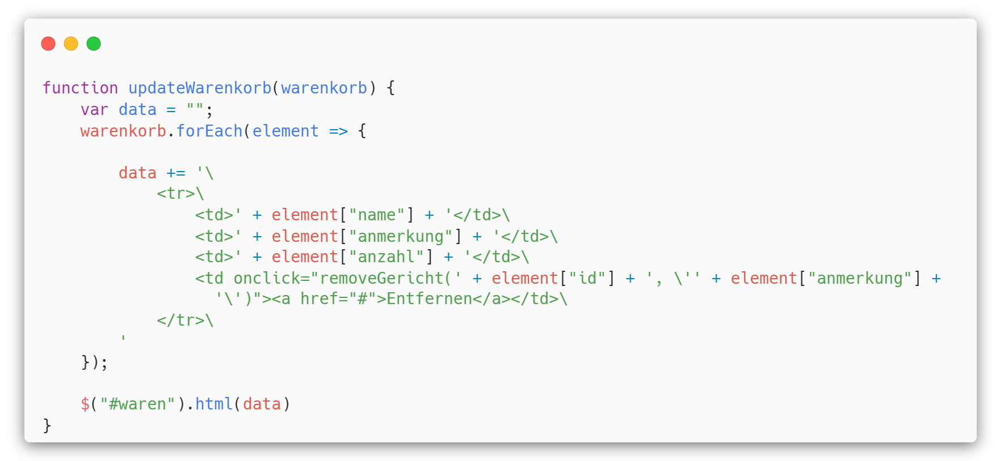 function updateWarenkorb(warenkorb) {
    var data = "";
    warenkorb.forEach(element => {

        data += '\
            <tr>\
                <td>' + element["name"] + '</td>\
                <td>' + element["anmerkung"] + '</td>\
                <td>' + element["anzahl"] + '</td>\
                <td onclick="removeGericht(' + element["id"] + ', \'' + element["anmerkung"] +
                  '\')"><a href="#">Entfernen</a></td>\
            </tr>\
        '
    });

    $("#waren").html(data)
}